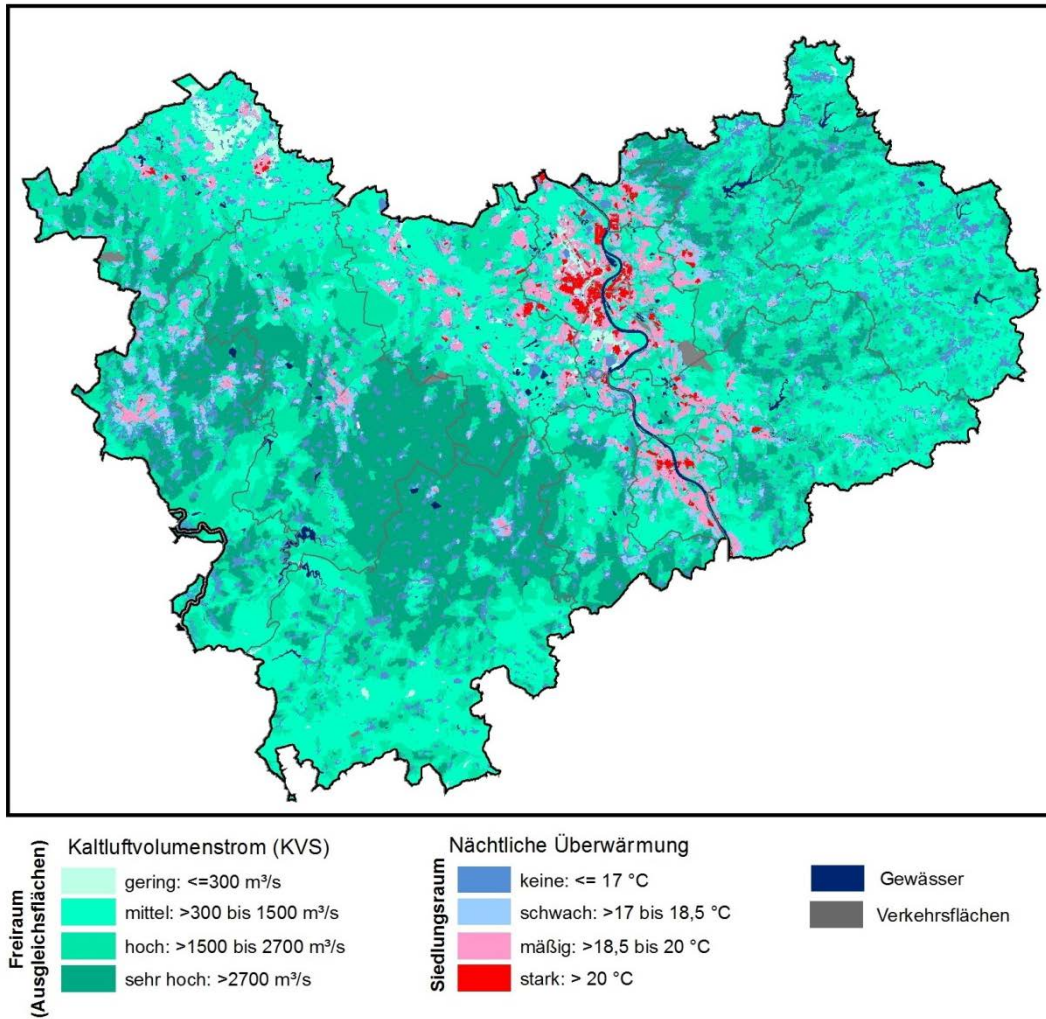 Freiraum
(Ausgleichsflächen)
Kaltluftvolumenstrom (KVS)
gering: <=300 m³/s
mittel: >300 bis 1500 m³/s
hoch: >1500 bis 2700 m³/s
sehr hoch: >2700 m³/s
Siedlungsraum
Nächtliche Überwärmung
keine: <= 17 °C
schwach: >17 bis 18,5 °C
mäßig: >18,5 bis 20 °C
stark: > 20 °C
Gewässer
Verkehrsflächen